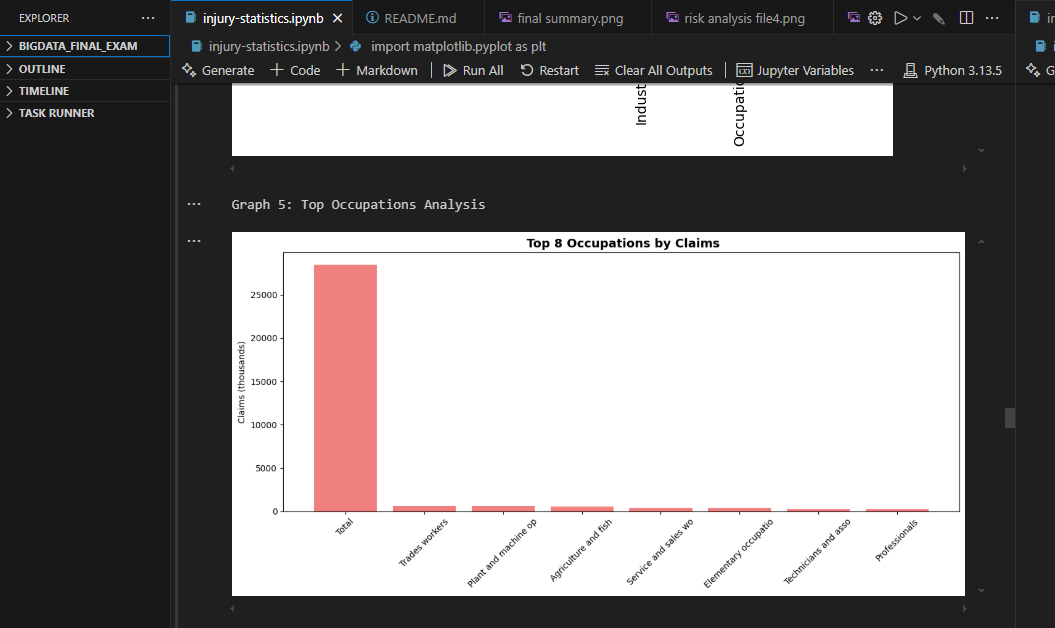 EXPLORER ...
BIGDATA_FINAL_EXAM
OUTLINE
TIMELINE
TASK RUNNER
injury-statistics.ipynb README.md final summary.png risk analysis file4.png ... in
injury-statistics.ipynb > import matplotlib.pyplot as plt i
Generate + Code + Markdown Run All Restart Clear All Outputs Jupyter Variables ... Python 3.13.5 G
Indust
Occupatio
... Graph 5: Top Occupations Analysis
...
Top 8 Occupations by Claims
Claims (thousands)
25000
20000
15000
10000
5000
0
Total
Trades workers
Plant and machine op
Agriculture and fish
Service and sales wo
Elementary occupatio
Technicians and asso
Professionals